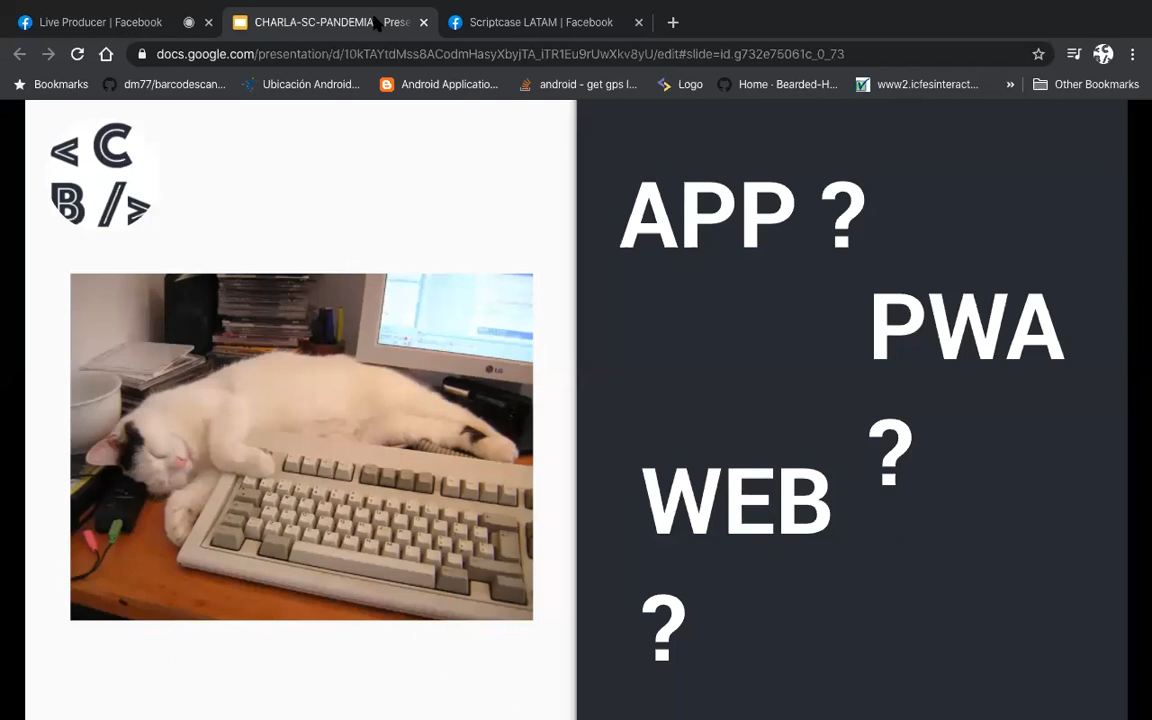 Live Producer | Facebook
CHARLA-SC-PANDEMIA - Prese
Scriptcase LATAM | Facebook
docs.google.com/presentation/d/10kTAYtdMss8ACodmHasyXbyjTA_iTR1Eu9rUwXkv8yU/edit#slide=id.g732e75061c_0_73
Bookmarks
dm77/barcodescan...
Ubicación Android...
Android Applicatio...
android - get gps l...
Logo
Home · Bearded-H...
www2.icfesinteract...
»
Other Bookmarks
< C
B />
APP ?
PWA
?
WEB
?
LG